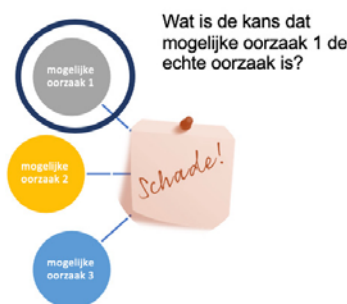 Wat is de kans dat
mogelijke oorzaak 1 de
echte oorzaak is?
mogelijke
oorzaak 1
mogelijke
oorzaak 2
Schade!
mogelijke
oorzaak 3